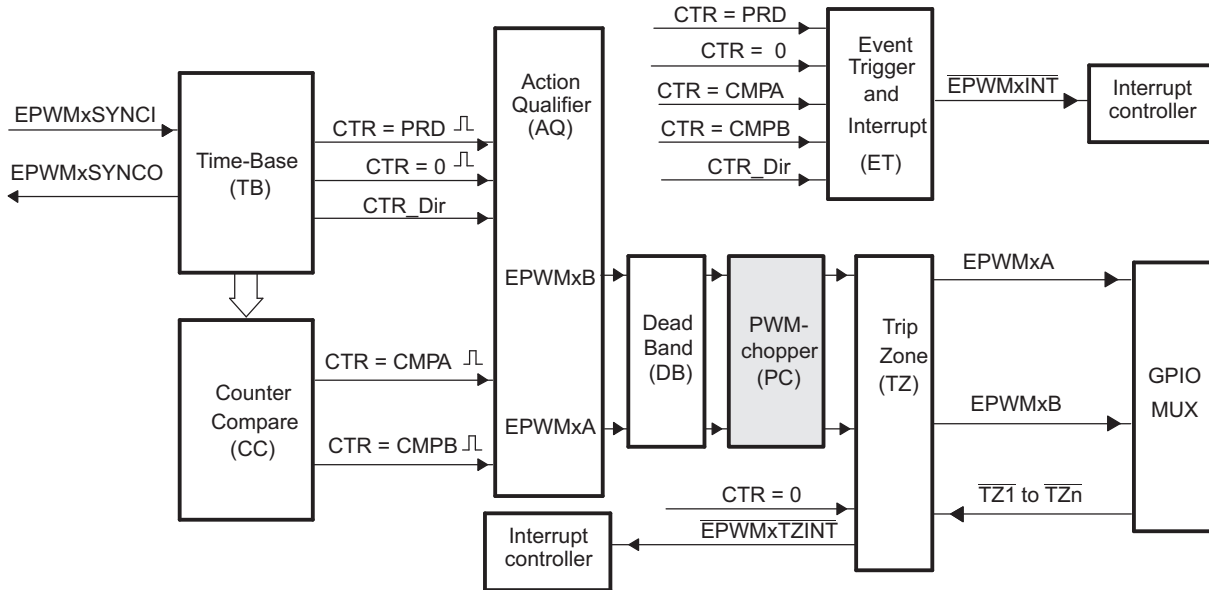 EPWMxSYNCI
EPWMxSYNCO
Time-Base
(TB)
CTR = PRD
CTR = 0
CTR_Dir
Counter
Compare
(CC)
CTR = CMPA
CTR = CMPB
Action
Qualifier
(AQ)
EPWMxB
EPWMxA
CTR = PRD
CTR = 0
CTR = CMPA
CTR = CMPB
CTR_Dir
Event
Trigger
and
Interrupt
(ET)
EPWMxINT
Interrupt
controller
Dead
Band
(DB)
PWM-
chopper
(PC)
Trip
Zone
(TZ)
EPWMxA
EPWMxB
TZ1 to TZn
GPIO
MUX
CTR = 0
EPWMxTZINT
Interrupt
controller